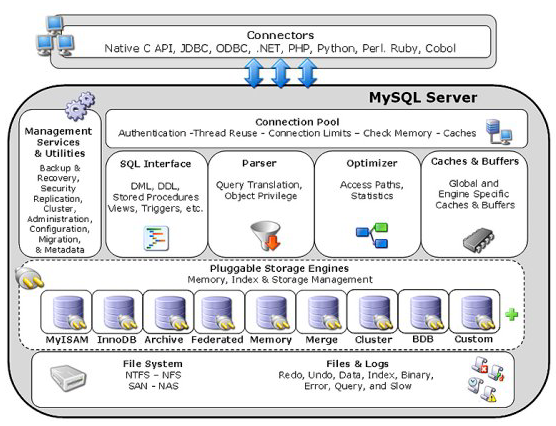 Connectors
Native C API, JDBC, ODBC, .NET, PHP, Python, Perl. Ruby, Cobol
MySQL Server
Management
Services
& Utilities
Backup &
Recovery,
Security
Replication,
Cluster,
Administration,
Configuration,
Migration,
& Metadata
Connection Pool
Authentication -Thread Reuse - Connection Limits – Check Memory - Caches
SQL Interface
DML, DDL,
Stored Procedures
Views, Triggers, etc.
Parser
Query Translation,
Object Privilege
Optimizer
Access Paths,
Statistics
Caches & Buffers
Global and
Engine Specific
Caches & Buffers
Pluggable Storage Engines
Memory, Index & Storage Management
MyISAM
InnoDB
Archive
Federated
Memory
Merge
Cluster
BDB
Custom
File System
NTFS – NFS
SAN - NAS
Files & Logs
Redo, Undo, Data, Index, Binary,
Error, Query, and Slow